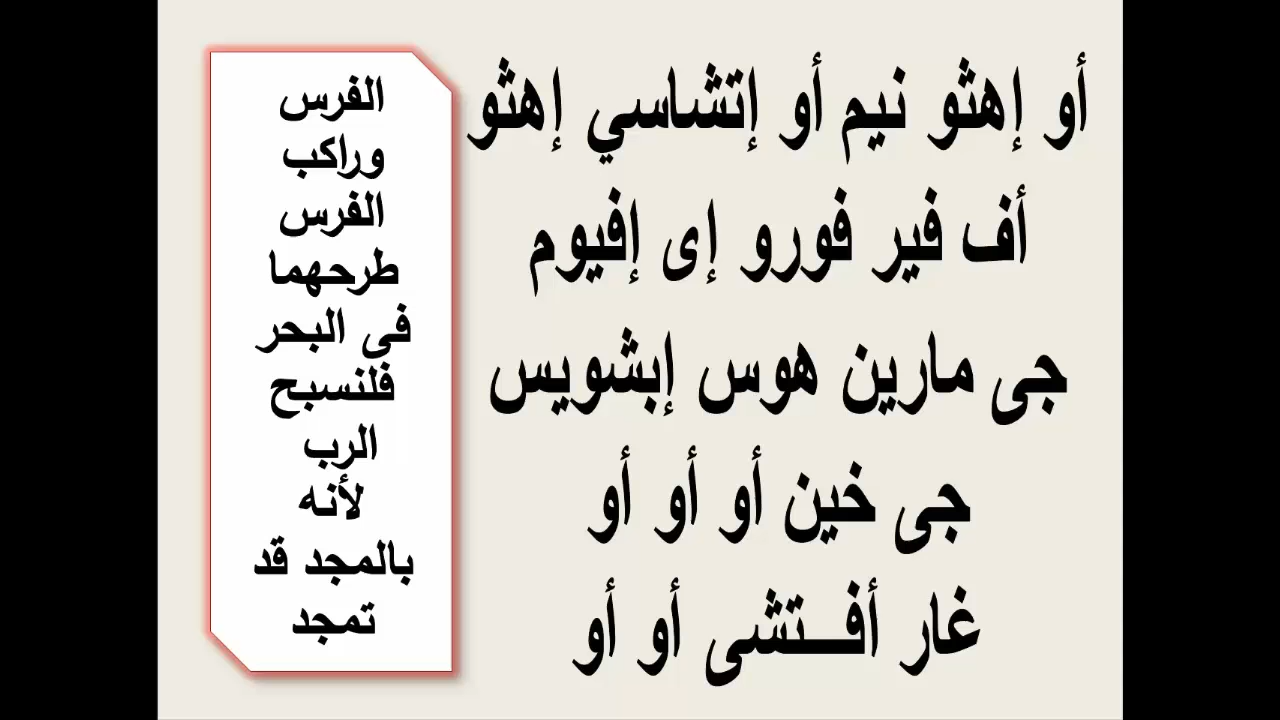 أو إهثو نيم أو إتشاسي إهثو
أف فير فورو إى إفيوم
جى مارين هوس إبشويس
جى خين أو أو أو
غار أفـــتشى أو أو
الفرس
وراكب
الفرس
طرحهما
فى البحر
فلنسبح
الرب
لأنه
بالمجد قد
تمجد